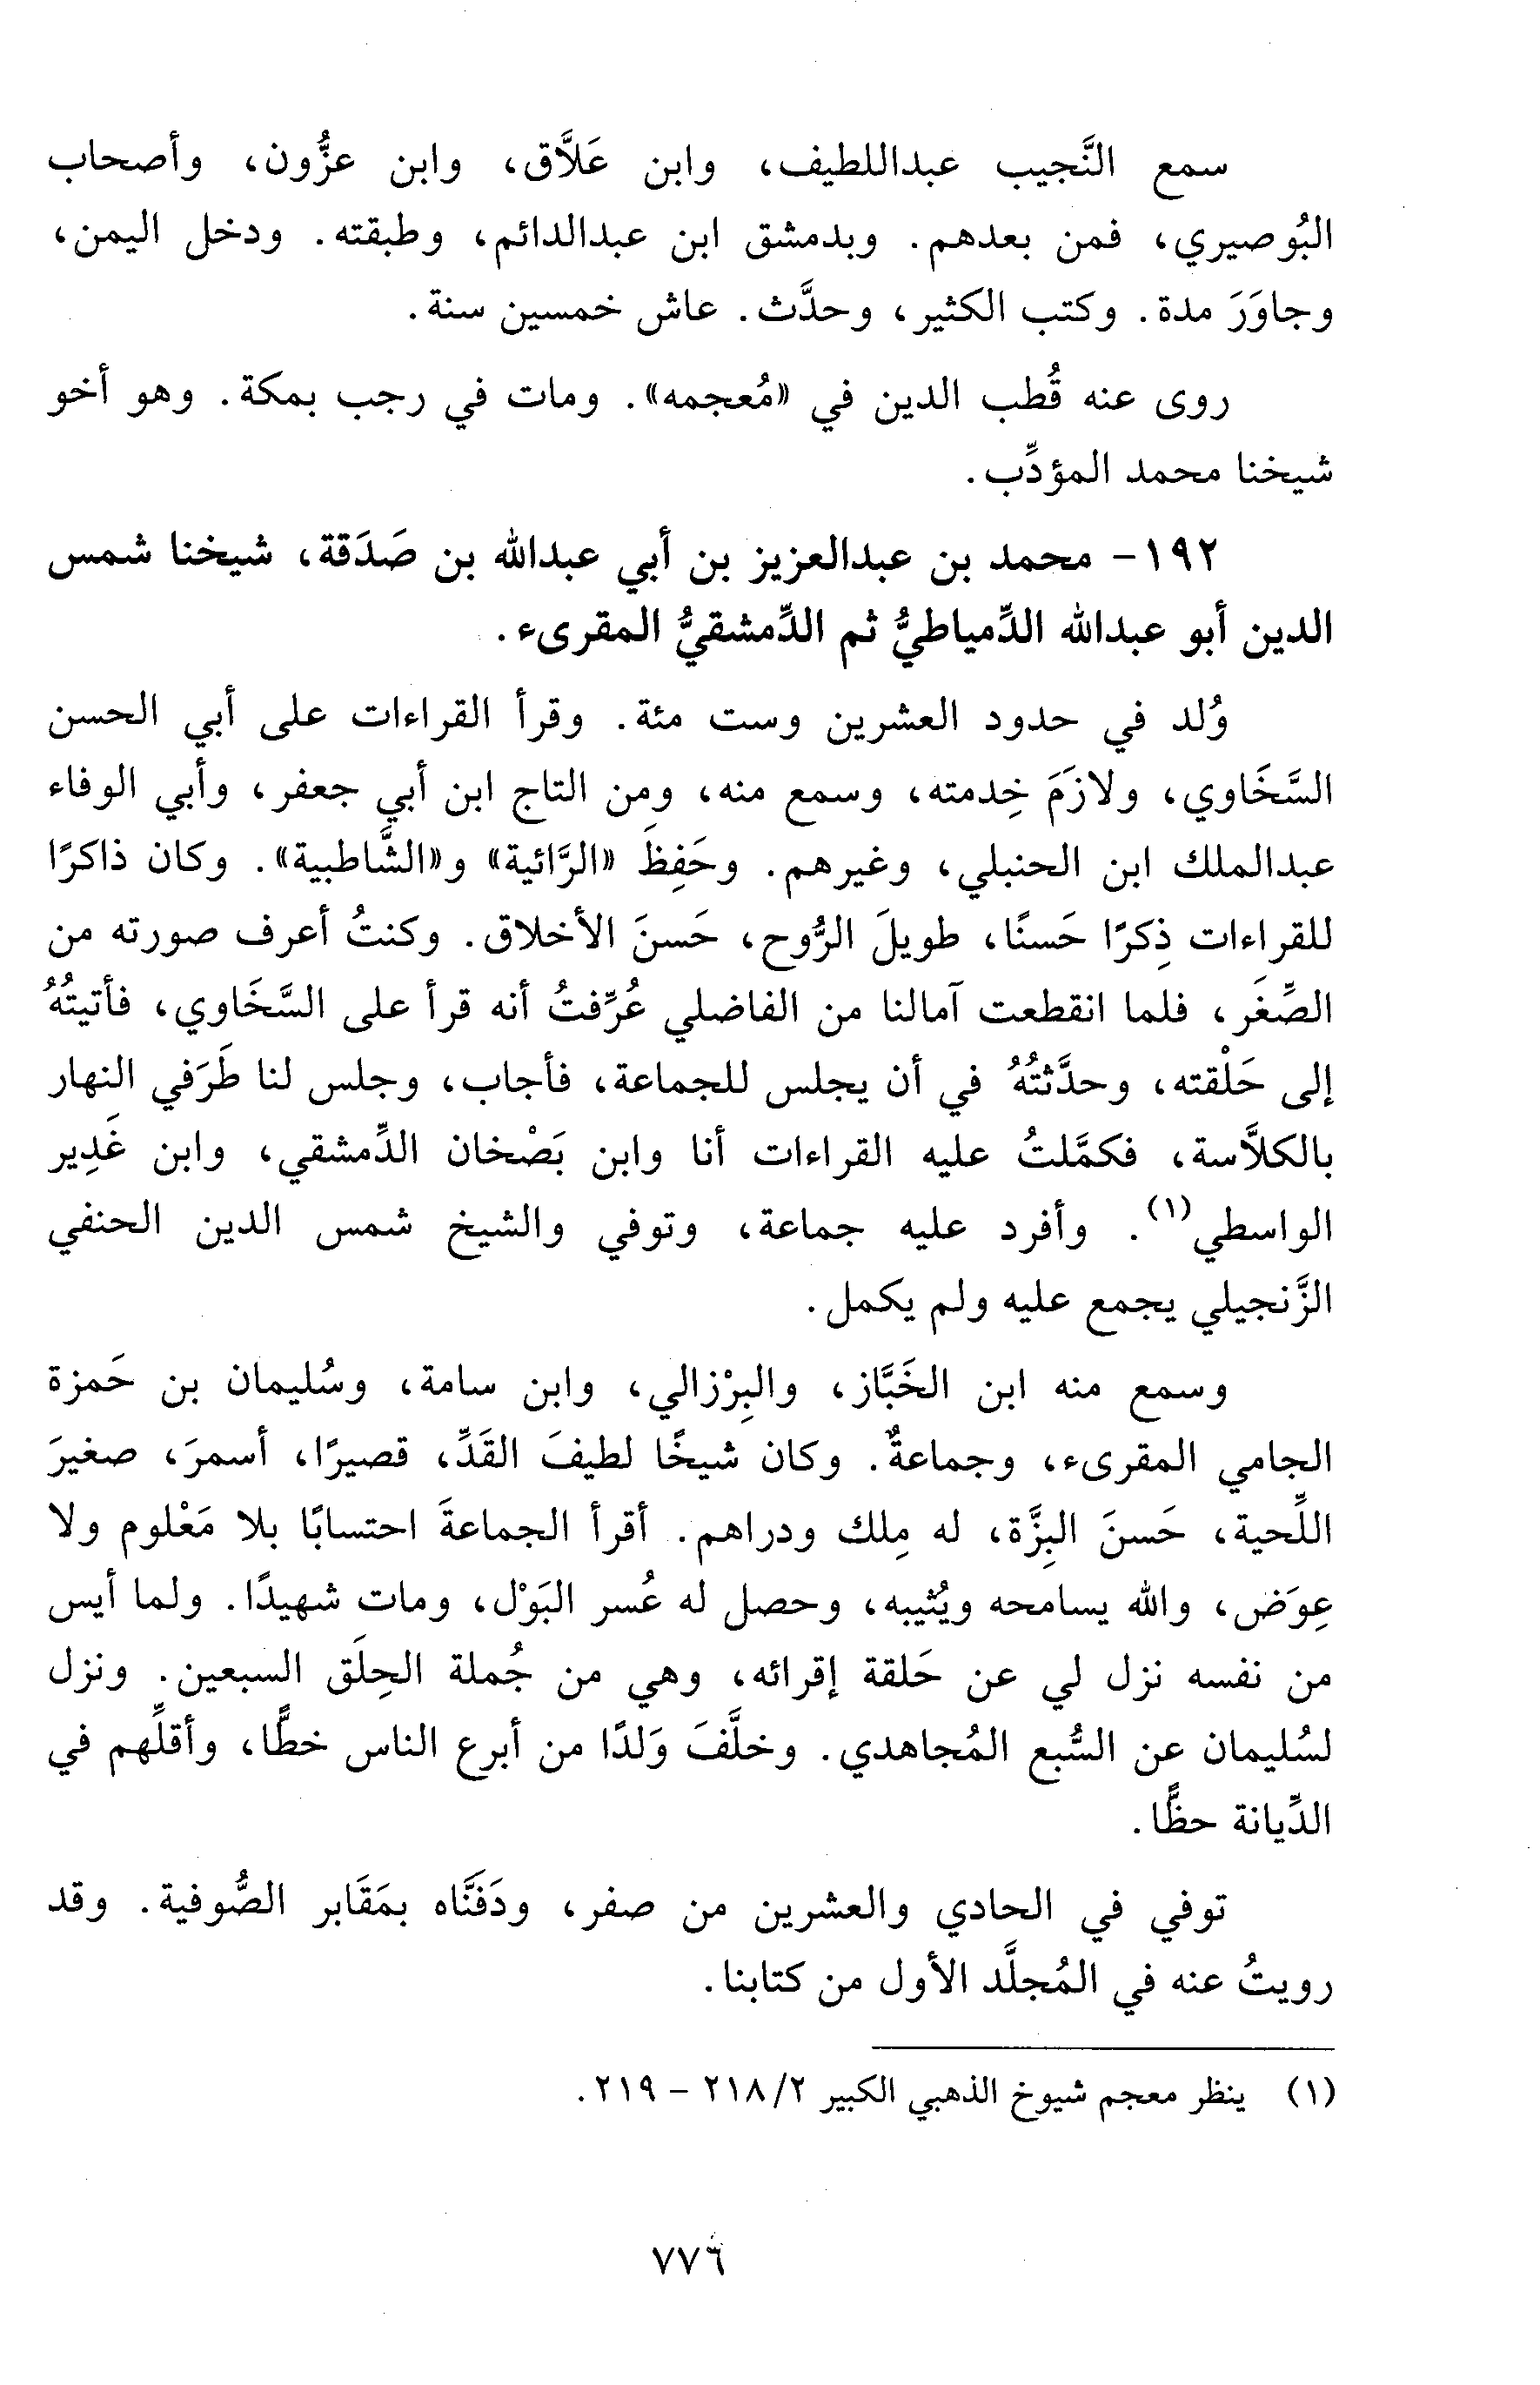 سمع النَّجيب عبداللطيف، وابن عَلاَّق، وابن عزُّون، وأصحاب
البُوصيري، فمن بعدهم. وبدمشق ابن عبدالدائم، وطبقته. ودخل اليمن،
وجاوَرَ مدة. وكتب الكثير، وحدَّث. عاش خمسين سنة.
روى عنه قُطب الدين في «مُعجمه». ومات في رجب بمكة. وهو أخو
شيخنا محمد المؤدِّب.
١٩٢- محمد بن عبدالعزيز بن أبي عبدالله بن صَدَقة، شيخنا شمس
الدين أبو عبدالله الدِّمياطيُّ ثم الدِّمشقيُّ المقرىء.
وُلد في حدود العشرين وست مئة. وقرأ القراءات على أبي الحسن
السَّخَاوي، ولازَمَ خِدمته، وسمع منه، ومن التاج ابن أبي جعفر، وأبي الوفاء
عبدالملك ابن الحنبلي، وغيرهم. وحَفِظَ «الرَّائية» و«الشَّاطبية». وكان ذاكرًا
للقراءات ذِكرًا حَسنًا، طويلَ الرُّوح، حَسنَ الأخلاق. وكنتُ أعرف صورته من
الصِّغَر، فلما انقطعت آمالنا من الفاضلي عُرِّفتُ أنه قرأ على السَّخَاوي، فأتيتُهُ
إلى حَلْقته، وحدَّثتُهُ في أن يجلس للجماعة، فأجاب، وجلس لنا طَرَفي النهار
بالكلاَّسة، فكمَّلتُ عليه القراءات أنا وابن بَصْخان الدِّمشقي، وابن غَدِير
الواسطي(١). وأفرد عليه جماعة، وتوفي والشيخ شمس الدين الحنفي
الزَّنجيلي يجمع عليه ولم يكمل.
وسمع منه ابن الخَبَّاز، والبِرْزالي، وابن سامة، وسُليمان بن حَمزة
الجامي المقرىء، وجماعةٌ. وكان شيخًا لطيفَ القَدِّ، قصيرًا، أسمرَ، صغيرَ
اللِّحية، حَسنَ البِزَّة، له مِلك ودراهم. أقرأ الجماعةَ احتسابًا بلا مَعْلوم ولا
عِوَض، والله يسامحه ويُثيبه، وحصل له عُسر البَوْل، ومات شهيدًا. ولما أيس
من نفسه نزل لي عن حَلقة إقرائه، وهي من جُملة الحِلَق السبعين. ونزل
لسُليمان عن السُّبع المُجاهدي. وخلَّفَ وَلدًا من أبرع الناس خطًّا، وأقلِّهم في
الدِّيانة حظًّا.
توفي في الحادي والعشرين من صفر، ودَفَنَّاه بمَقَابر الصُّوفية. وقد
رويتُ عنه في المُجلَّد الأول من كتابنا.
(١) ينظر معجم شيوخ الذهبي الكبير ٢/ ٢١٨ - ٢١٩.
٧٧٦